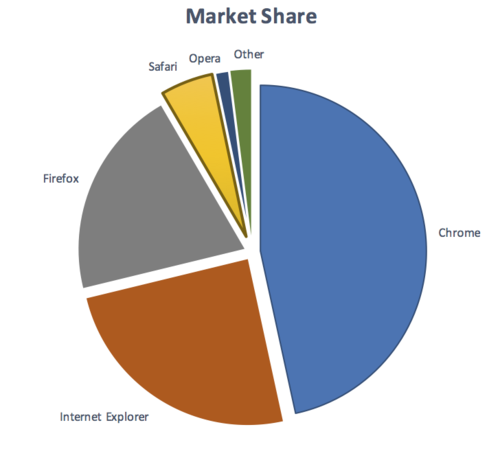 Market Share
Other
Opera
Safari
Firefox
Chrome
Internet Explorer